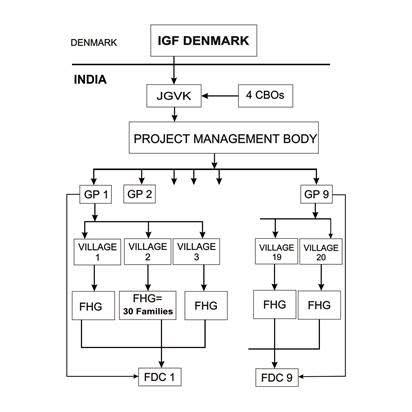 DENMARK
IGF DENMARK
INDIA
JGVK
4 CBOs
PROJECT MANAGEMENT BODY
GP 1
GP 2
GP 9
VILLAGE
1
VILLAGE
2
VILLAGE
3
VILLAGE
19
VILLAGE
20
FHG
FHG=
30 Families
FHG
FHG
FHG
FDC 1
FDC 9